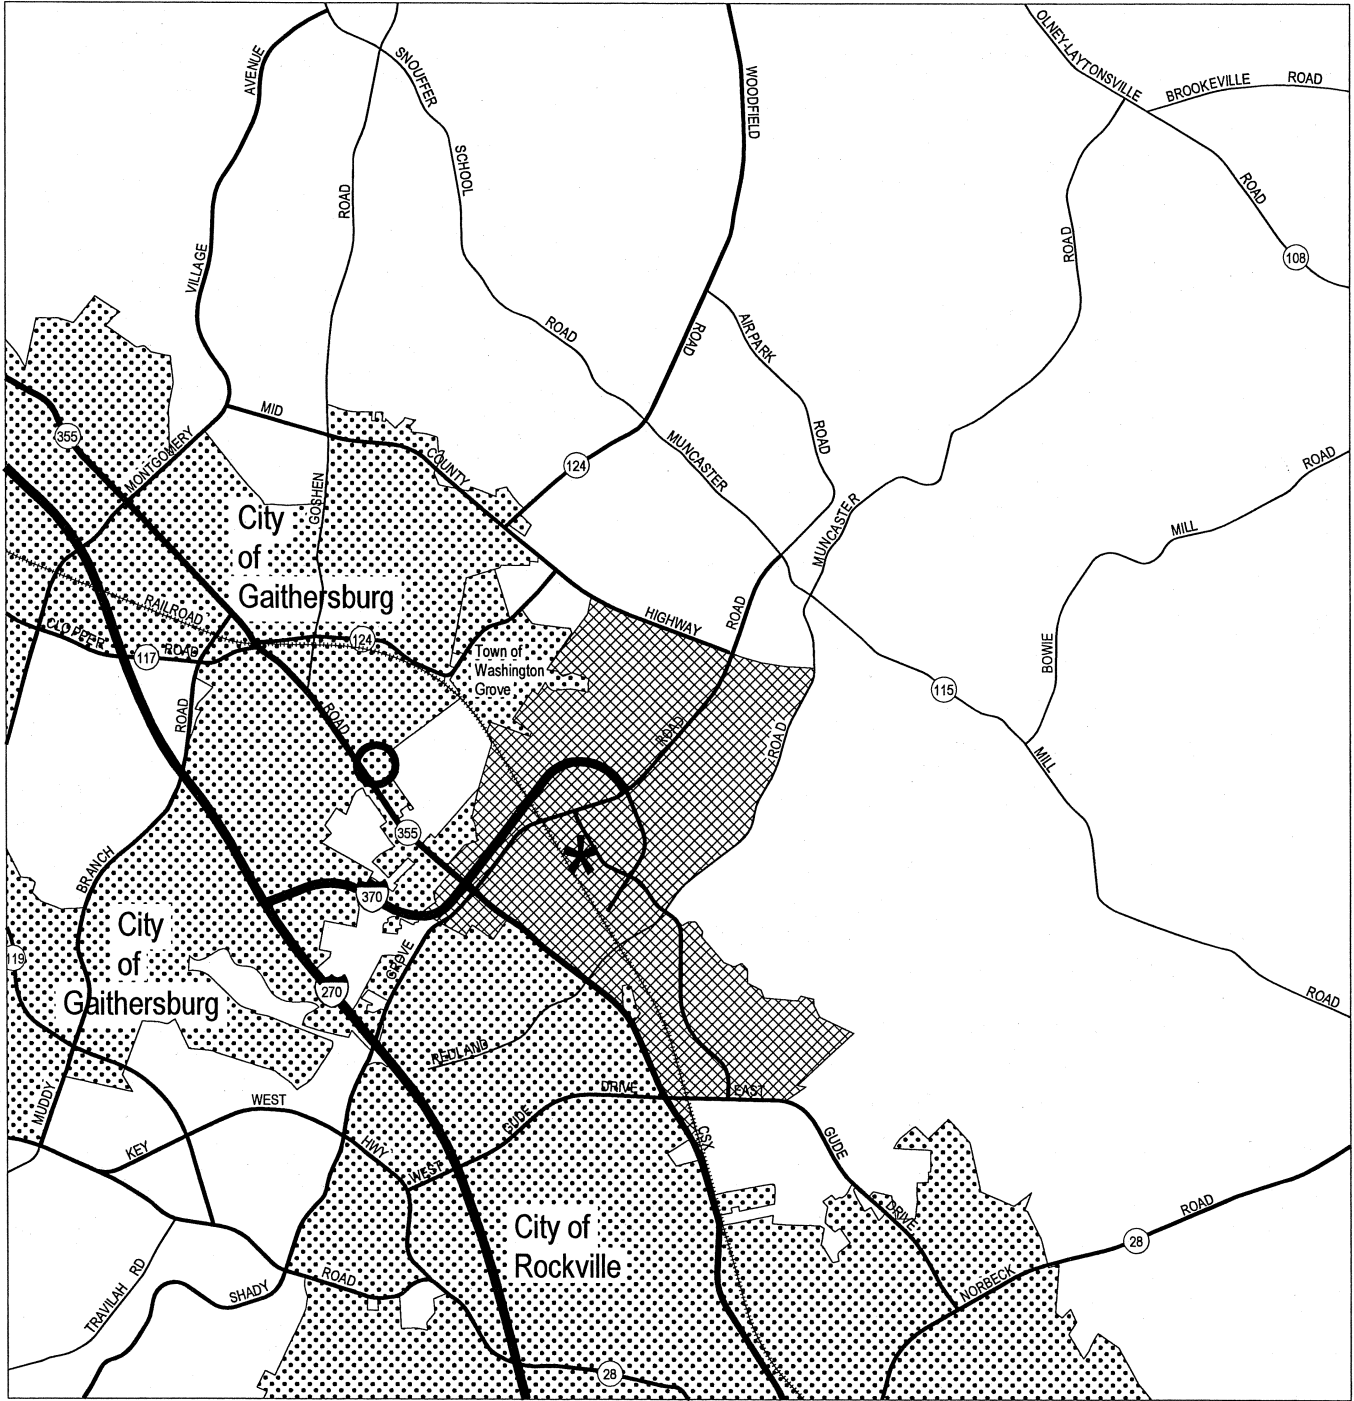 OLNEY-LAYTONSVILLE
BROOKEVILLE ROAD
AVENUE
SNOUFFER
WOODFIELD
SCHOOL
ROAD
ROAD
ROAD
108
VILLAGE
ROAD
ROAD
AIRPARK
MID
355
MONTGOMERY
COUNTY
124
MUNCASTER
ROAD
ROAD
GOSHEN
City
of
Gaithersburg
MUNCASTER
MILL
RAILROAD
HIGHWAY
ROAD
CLOPPER
ROAD
117
124
Town of
Washington
Grove
BOWIE
115
ROAD
ROAD
ROAD
ROAD
MILL
355
BRANCH
370
City
of
Gaithersburg
119
GROVE
270
ROAD
REDLAND
MUDDY
WEST
DRIVE
EAST
GUDE
KEY
HWY
WEST
CSX
GUDE
DRIVE
ROAD
City of
Rockville
28
TRAVILAH RD
SHADY
ROAD
NORBECK
28